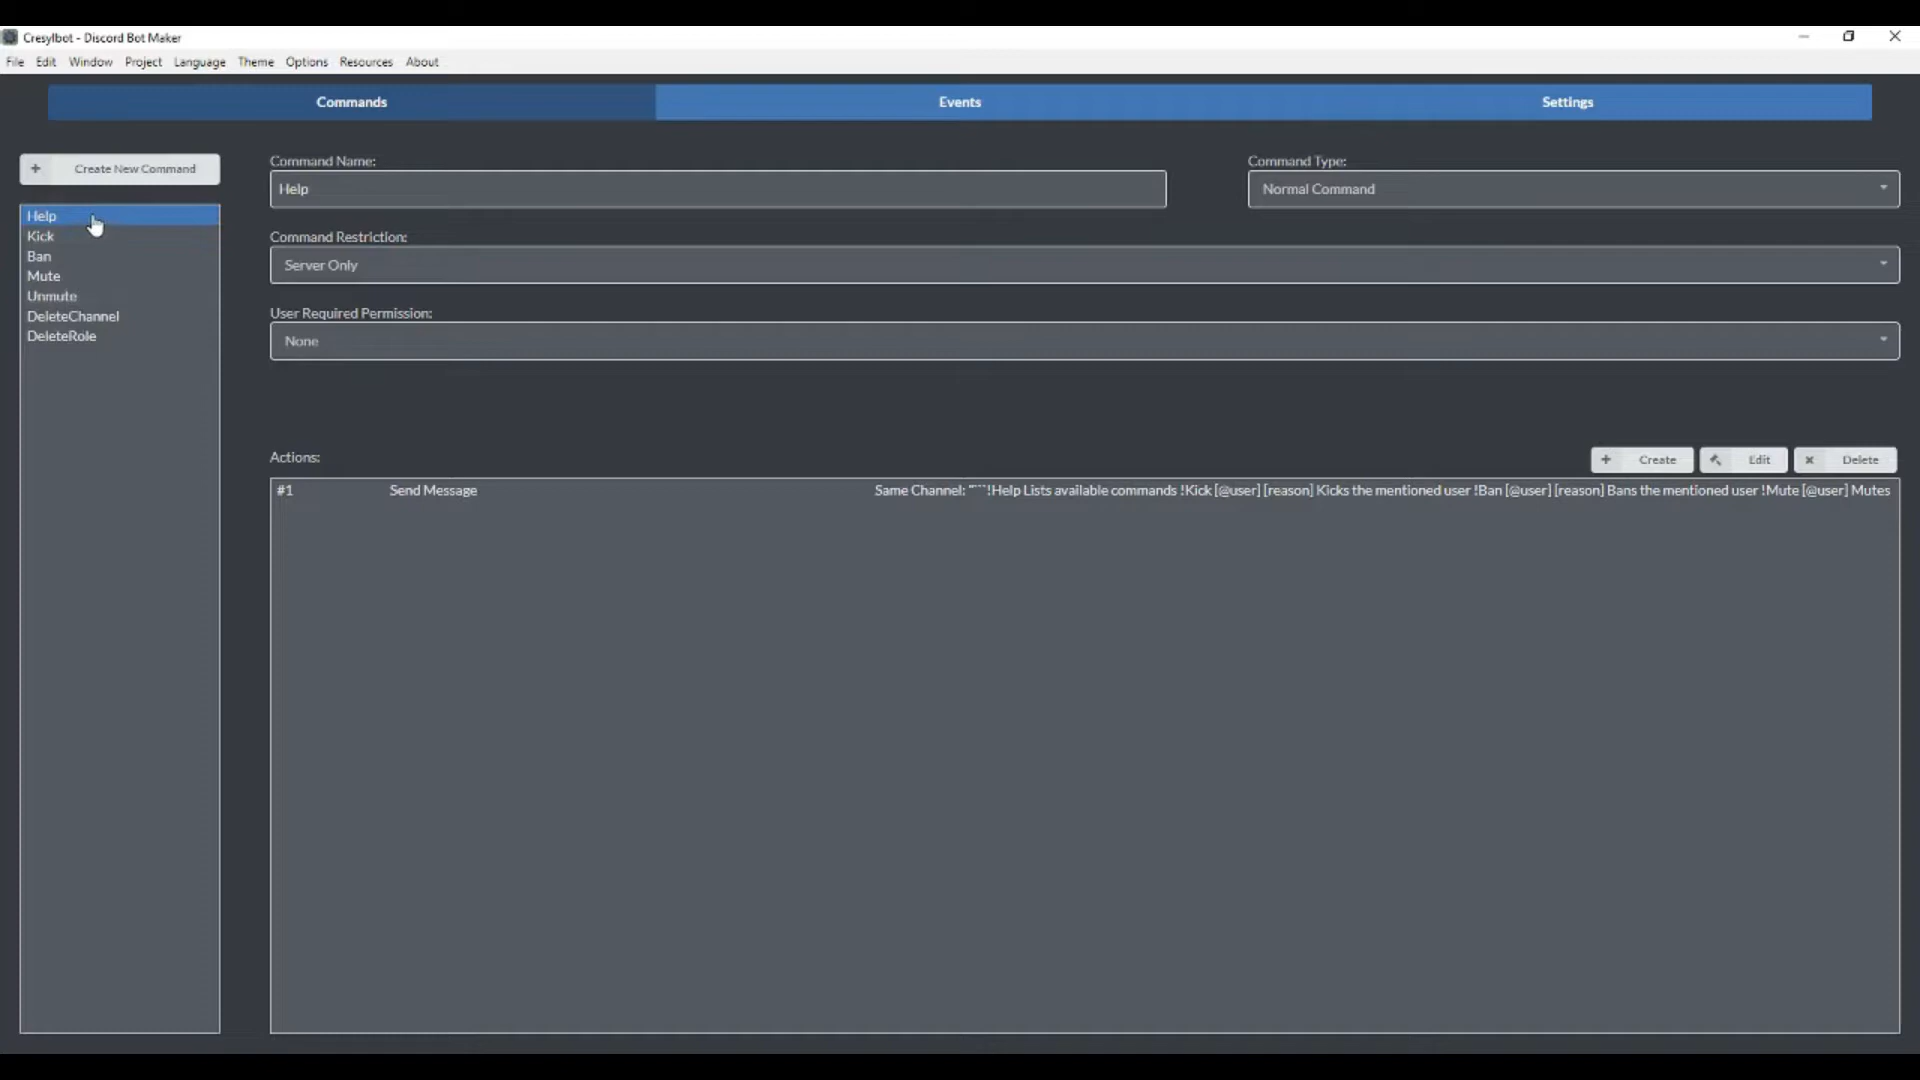 Cresylbot - Discord Bot Maker
File Edit Window Project Language Theme Options Resources About
Commands Events Settings
+ Create New Command
Help
Kick
Ban
Mute
Unmute
DeleteChannel
DeleteRole
Command Name:
Help
Command Type:
Normal Command
Command Restriction:
Server Only
User Required Permission:
None
Actions:
+ Create
Edit
Delete
#1 Send Message Same Channel: "```!Help Lists available commands !Kick [@user] [reason] Kicks the mentioned user !Ban [@user] [reason] Bans the mentioned user !Mute [@user] Mutes